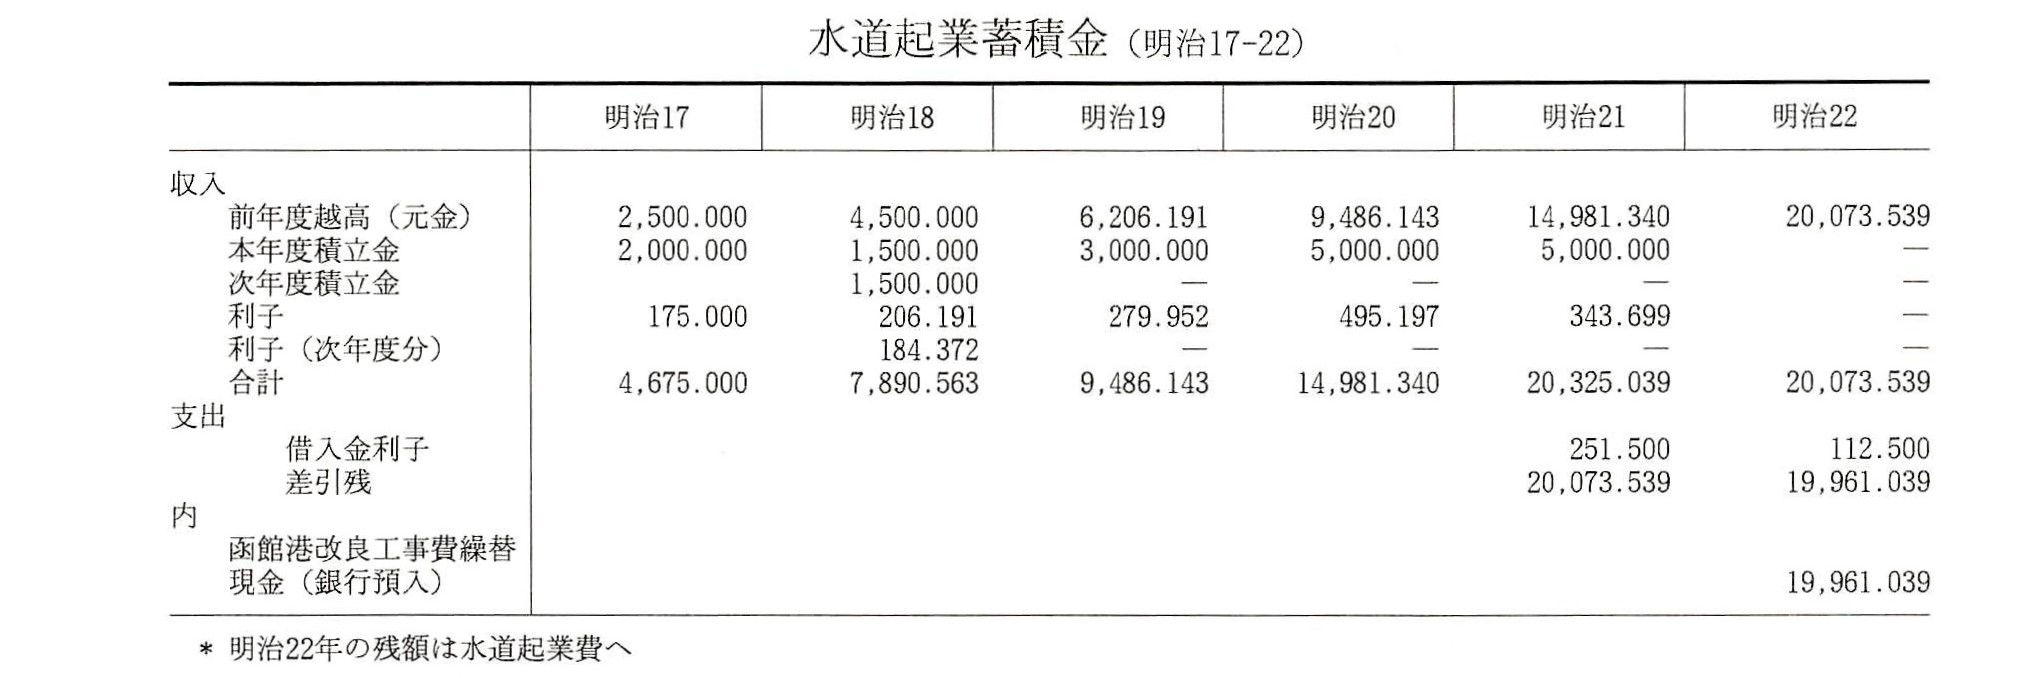 水道起業蓄積金（明治17-22）
明治17 明治18 明治19 明治20 明治21 明治22
収入
前年度越高（元金） 2,500.000 4,500.000 6,206.191 9,486.143 14,981.340 20,073.539
本年度積立金 2,000.000 1,500.000 3,000.000 5,000.000 5,000.000 —
次年度積立金 1,500.000 — — — —
利子 175.000 206.191 279.952 495.197 343.699 —
利子（次年度分） 184.372 — — — —
合計 4,675.000 7,890.563 9,486.143 14,981.340 20,325.039 20,073.539
支出
借入金利子 251.500 112.500
差引残 20,073.539 19,961.039
内
函館港改良工事費繰替
現金（銀行預入） 19,961.039
* 明治22年の残額は水道起業費へ